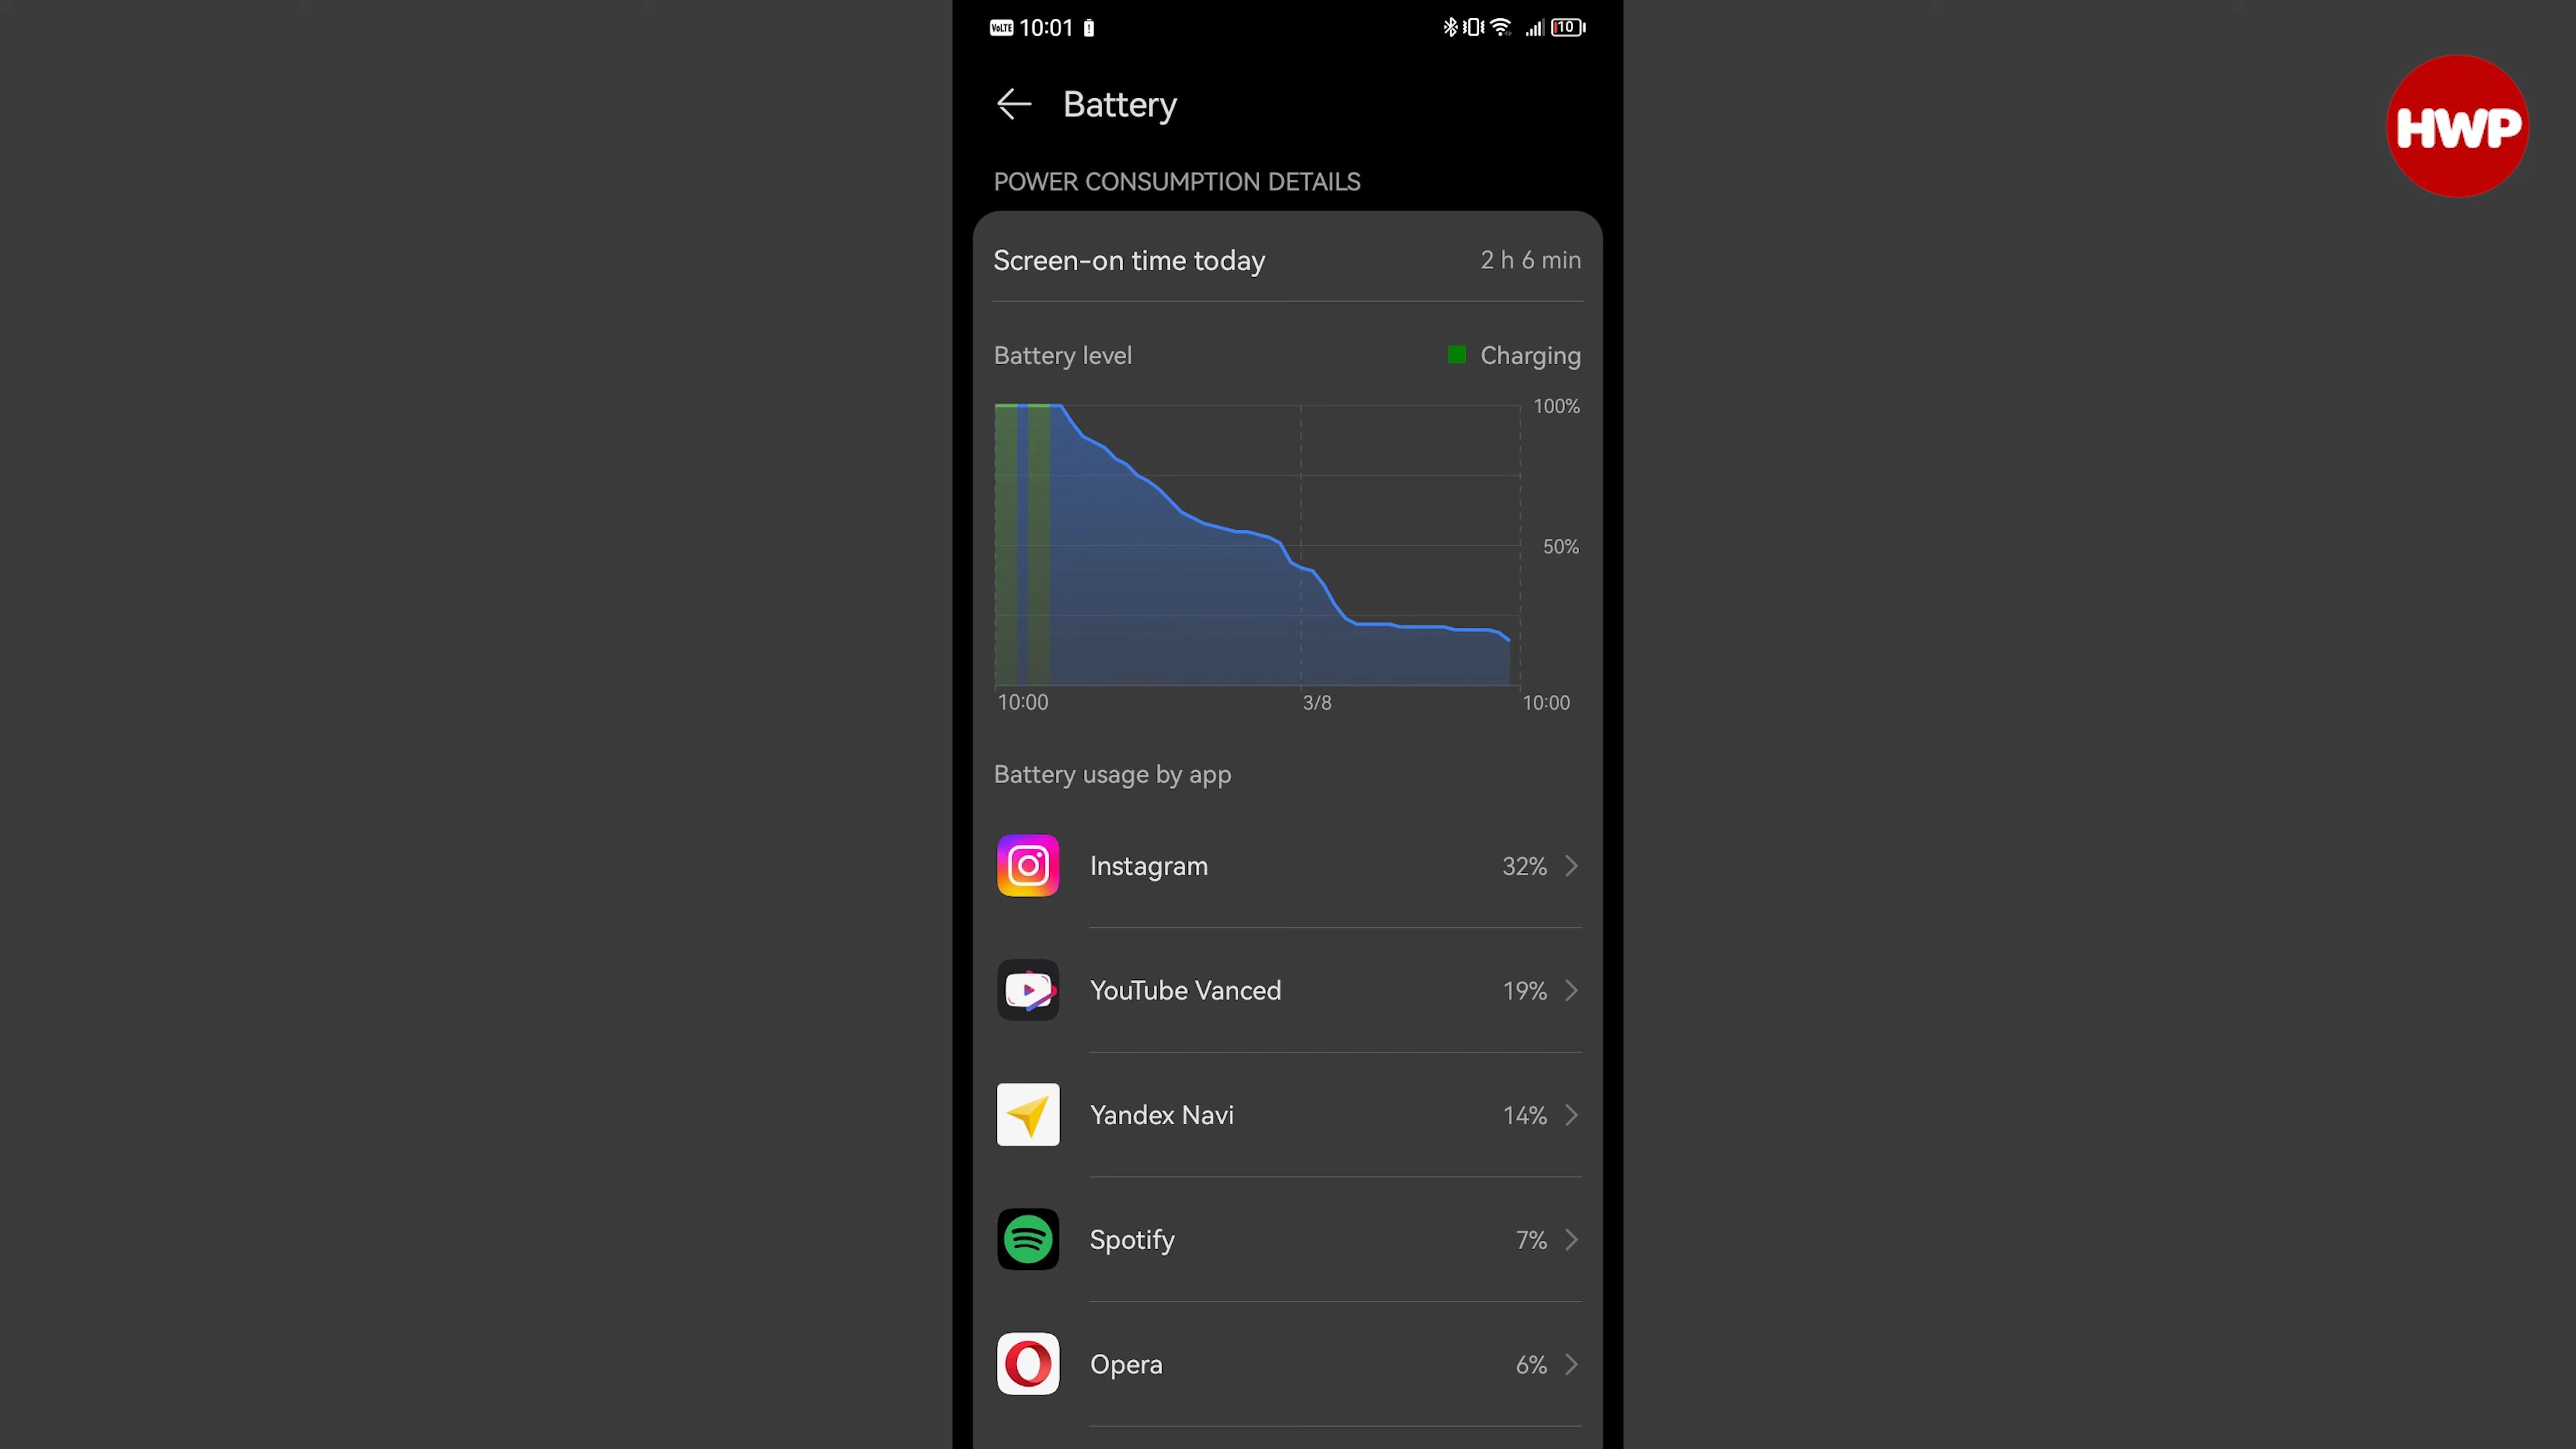 VoLTE 10:01 10
HWP
Battery
POWER CONSUMPTION DETAILS
Screen-on time today 2 h 6 min
Battery level Charging
100%
50%
10:00 3/8 10:00
Battery usage by app
Instagram 32%
YouTube Vanced 19%
Yandex Navi 14%
Spotify 7%
Opera 6%